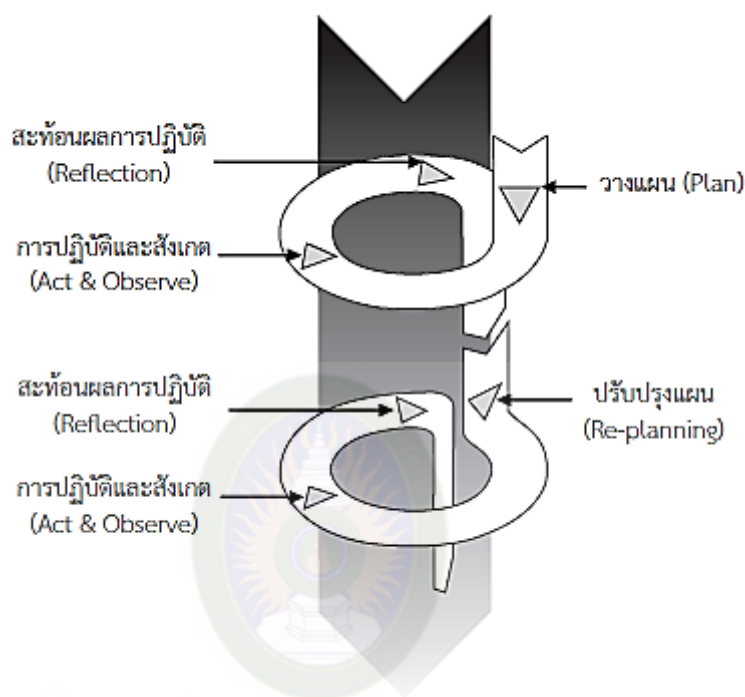 สะท้อนผลการปฏิบัติ
(Reflection)
วางแผน (Plan)
การปฏิบัติและสังเกต
(Act & Observe)
สะท้อนผลการปฏิบัติ
(Reflection)
ปรับปรุงแผน
(Re-planning)
การปฏิบัติและสังเกต
(Act & Observe)